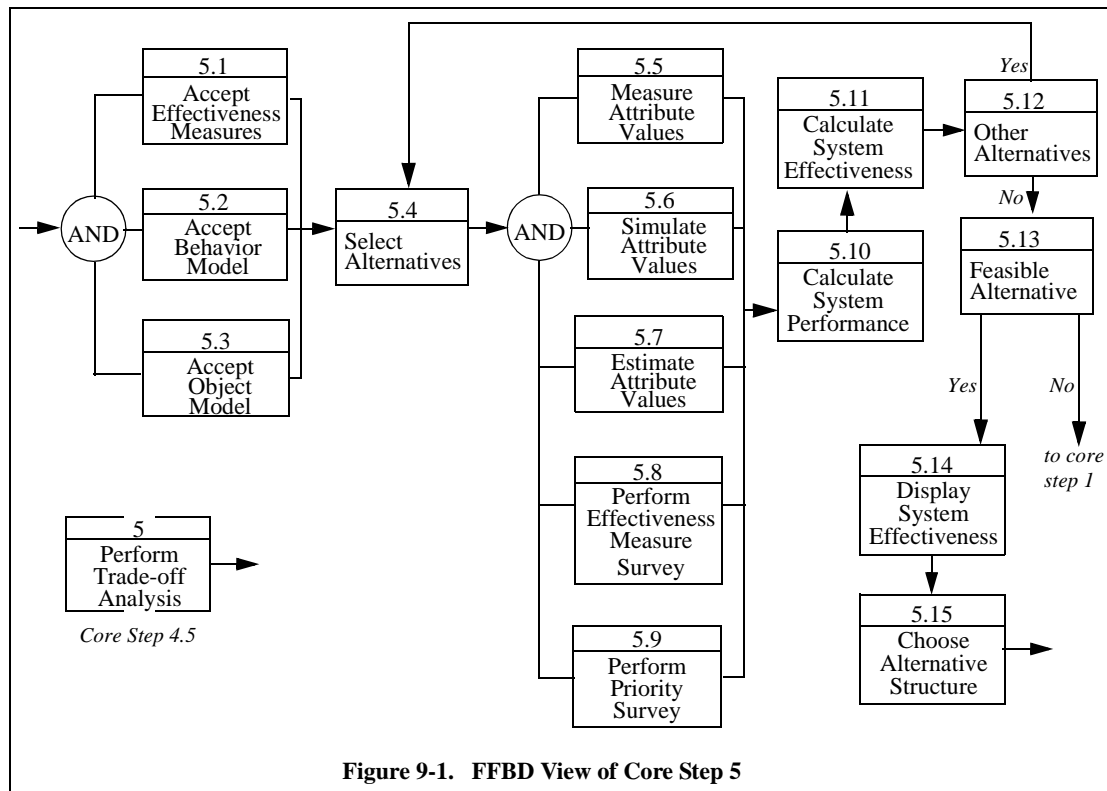 5.1
Accept
Effectiveness
Measures
AND
5.2
Accept
Behavior
Model
5.3
Accept
Object
Model
5.4
Select
Alternatives
AND
5.5
Measure
Attribute
Values
5.6
Simulate
Attribute
Values
5.7
Estimate
Attribute
Values
5.8
Perform
Effectiveness
Measure
Survey
5.9
Perform
Priority
Survey
5.10
Calculate
System
Performance
5.11
Calculate
System
Effectiveness
Yes
5.12
Other
Alternatives
No
5.13
Feasible
Alternative
Yes
No
to core
step 1
5.14
Display
System
Effectiveness
5.15
Choose
Alternative
Structure
5
Perform
Trade-off
Analysis
Core Step 4.5
Figure 9-1. FFBD View of Core Step 5